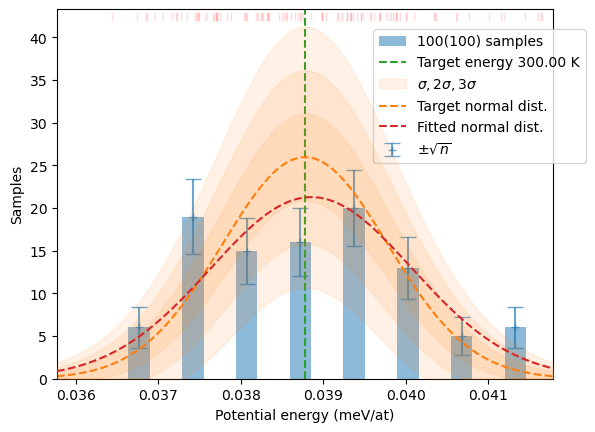 40
35
30
25
20
15
10
5
0
Samples
100(100) samples
Target energy 300.00 K
σ, 2σ, 3σ
Target normal dist.
Fitted normal dist.
±√n
0.036 0.037 0.038 0.039 0.040 0.041
Potential energy (meV/at)